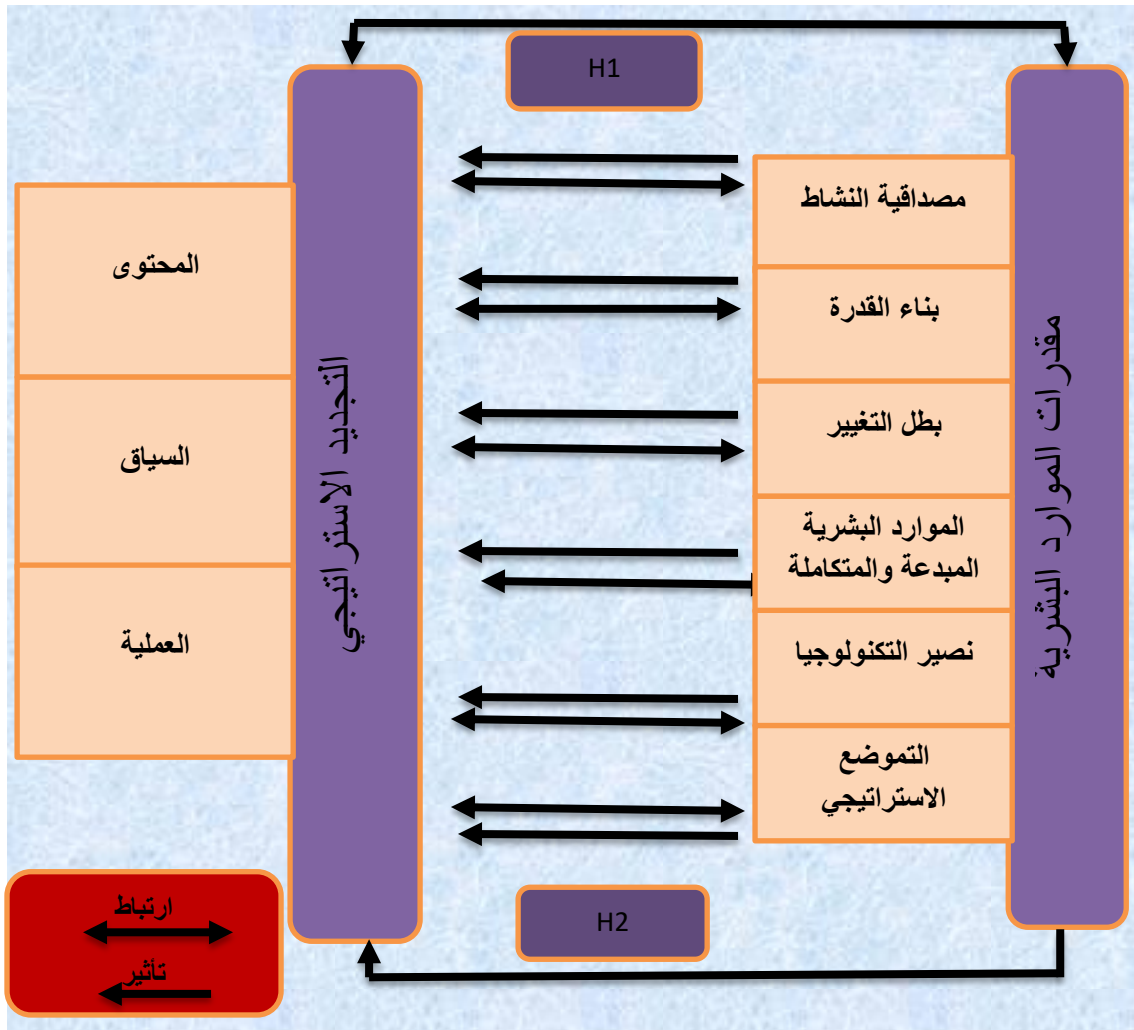 H1
مقدرات الموارد البشرية
مصداقية النشاط
بناء القدرة
بطل التغيير
الموارد البشرية
المبدعة والمتكاملة
نصير التكنولوجيا
التموضع
الاستراتيجي
التجديد الاستراتيجي
المحتوى
السياق
العملية
H2
ارتباط
تأثير